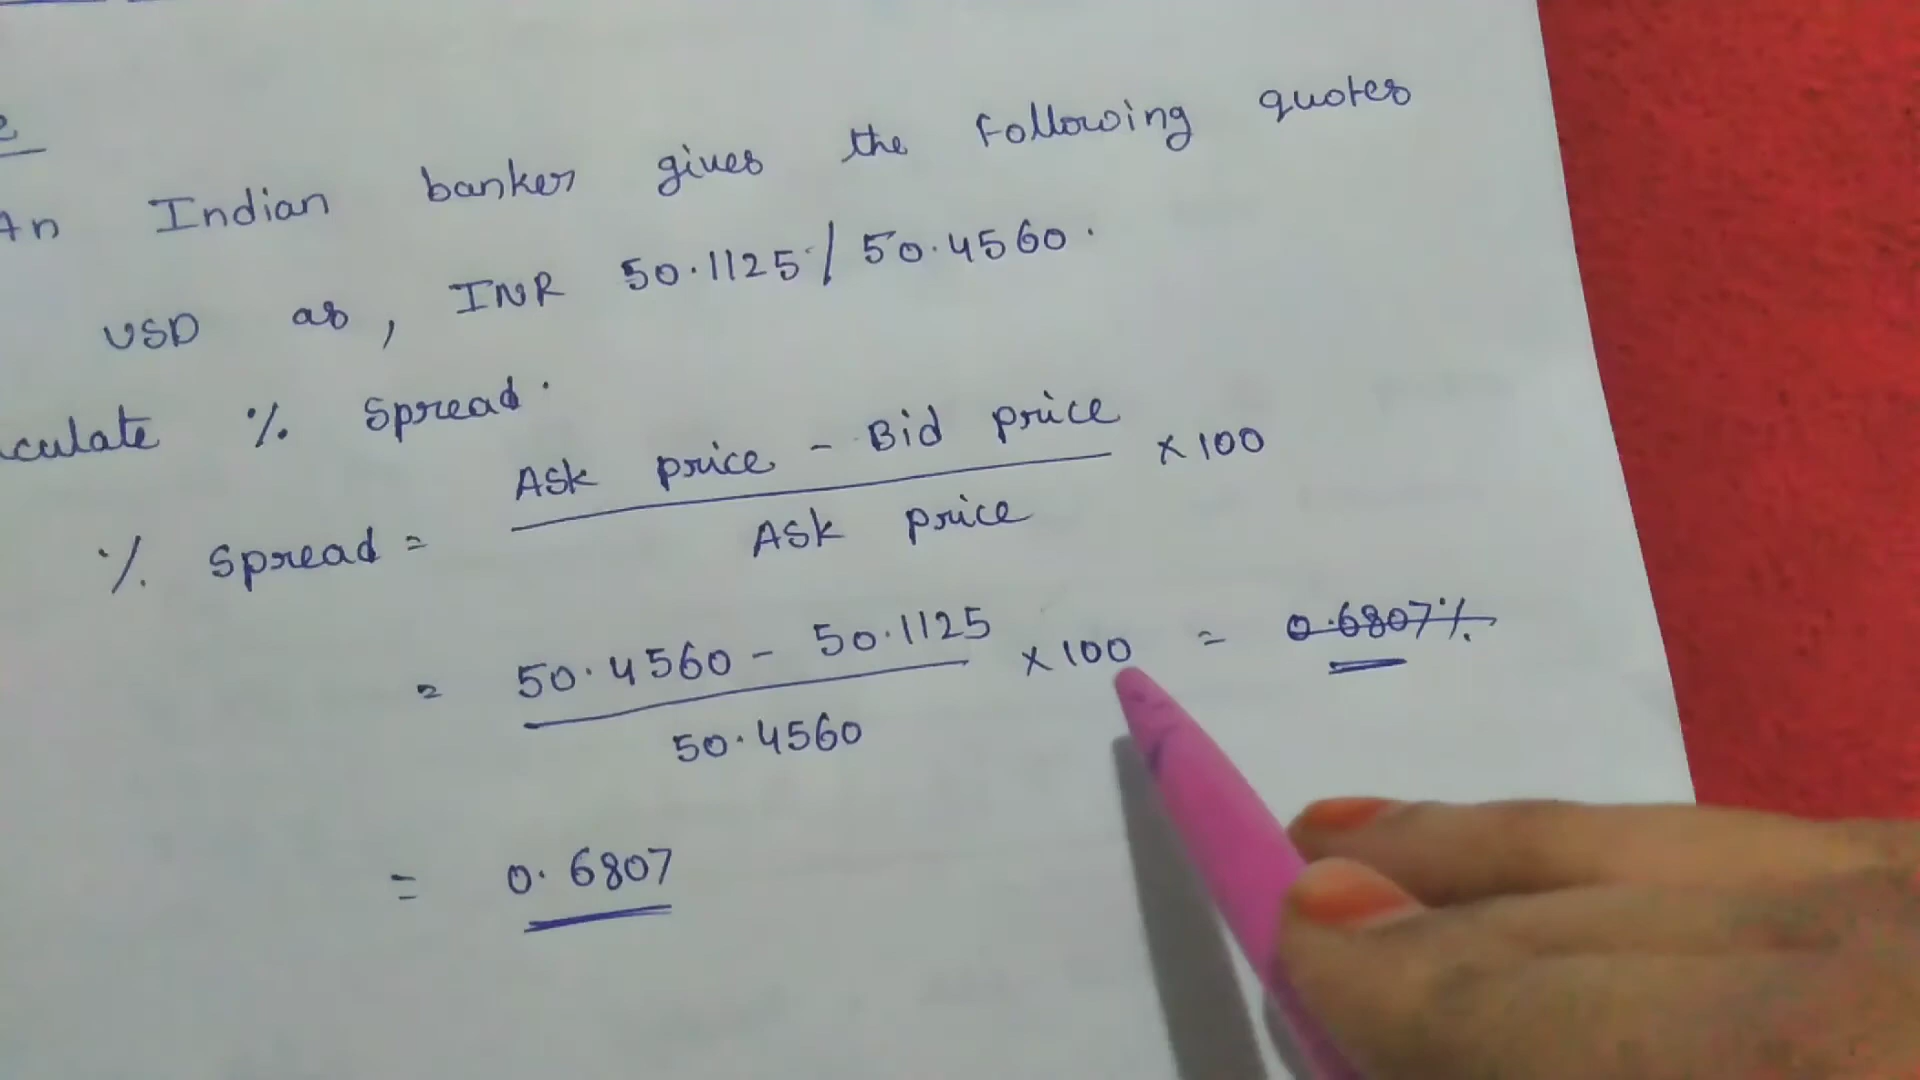 An Indian banker gives the following quotes
USD as, INR 50.1125 / 50.4560.
culate % Spread.
% Spread = Ask price - Bid price / Ask price × 100
= 50.4560 - 50.1125 / 50.4560 × 100 = 0.6807%
= 0.6807